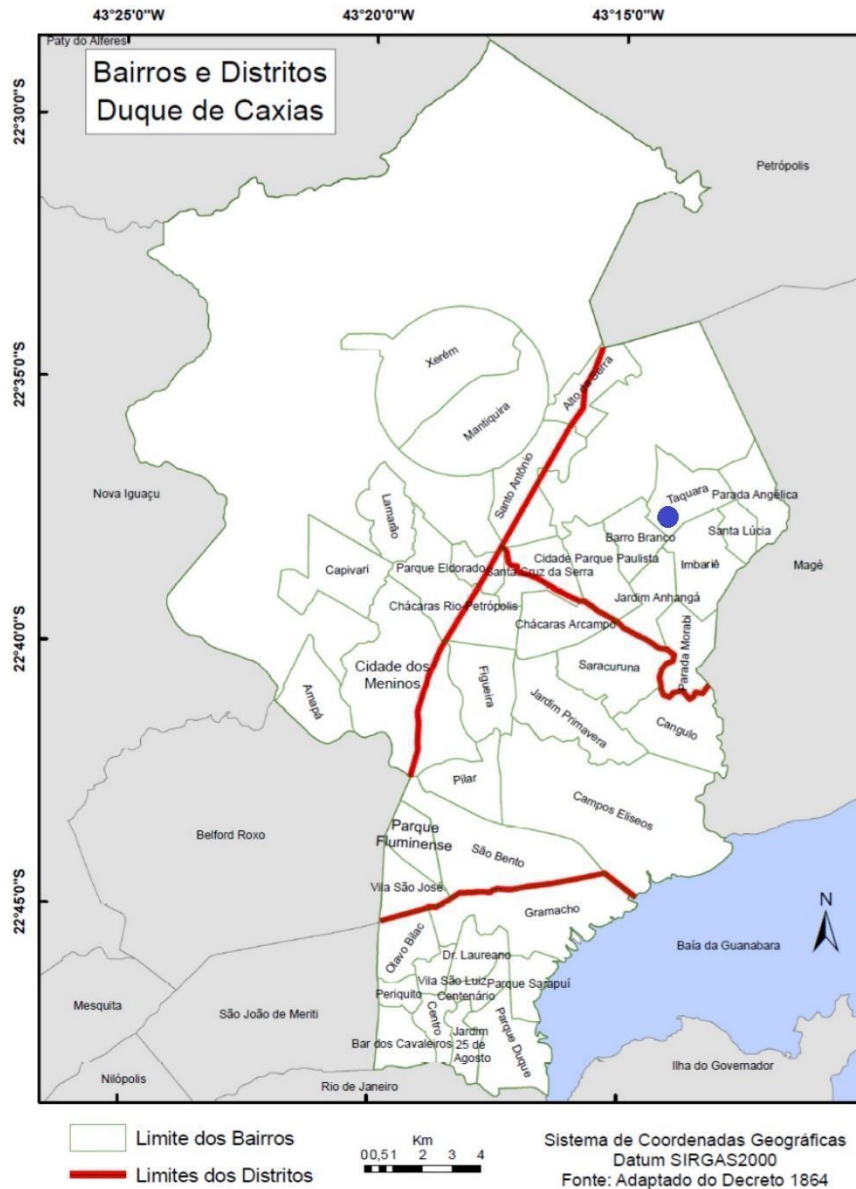 43°25'0"W
43°20'0"W
43°15'0"W
Paty do Alferes
Bairros e Distritos
Duque de Caxias
22°30'0"S
Petrópolis
22°35'0"S
Xerém
Alto da Serra
Mantiquira
Santo Antônio
Nova Iguaçu
Lamarão
Taquara
Parada Angélica
Barro Branco
Santa Lúcia
Capivari
Parque Eldorado
Santa Cruz da Serra
Cidade Parque Paulista
Imbariê
Magé
Chácaras Rio-Petrópolis
Jardim Anhangá
Chácaras Arcampo
22°40'0"S
Cidade dos
Meninos
Figueira
Saracuruna
Parada Morabi
Amapá
Jardim Primavera
Cangulo
Pilar
Campos Elíseos
Belford Roxo
Parque
Fluminense
São Bento
Vila São José
22°45'0"S
Gramacho
Olavo Bilac
Baía da Guanabara
N
Dr. Laureano
Vila São Luiz
Parque Sarapuí
Periquito
Centenário
Mesquita
São João de Meriti
Centro
Bar dos Cavaleiros
Jardim
25 de
Agosto
Parque Duque
Nilópolis
Rio de Janeiro
Ilha do Governador
Limite dos Bairros
Limites dos Distritos
Km
0 0,5 1 2 3 4
Sistema de Coordenadas Geográficas
Datum SIRGAS2000
Fonte: Adaptado do Decreto 1864